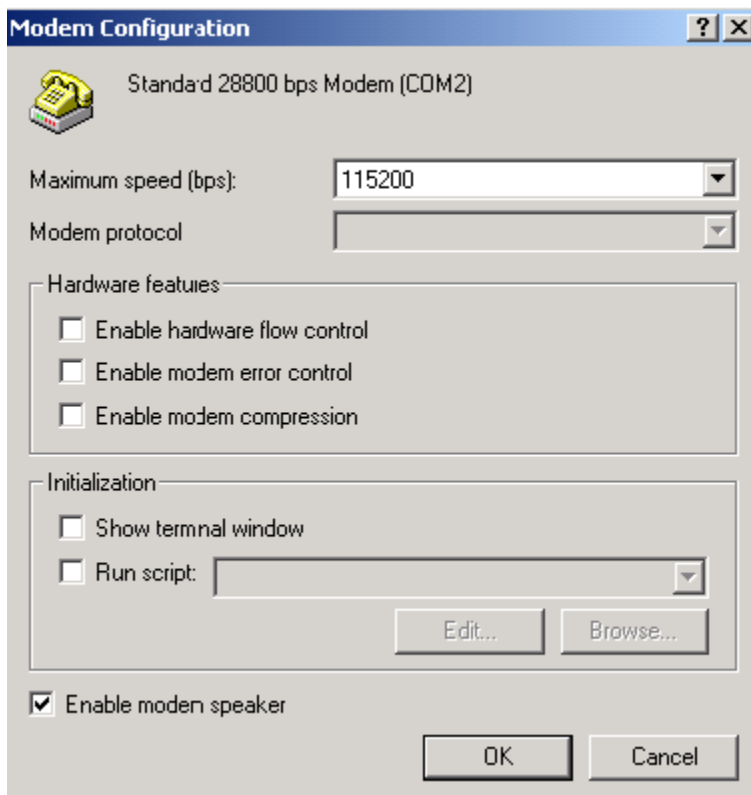 Modem Configuration
Standard 28800 bps Modem (COM2)
Maximum speed (bps): 115200
Modem protocol
Hardware features
Enable hardware flow control
Enable modem error control
Enable modem compression
Initialization
Show terminal window
Run script:
Edit... Browse...
Enable modem speaker
OK Cancel